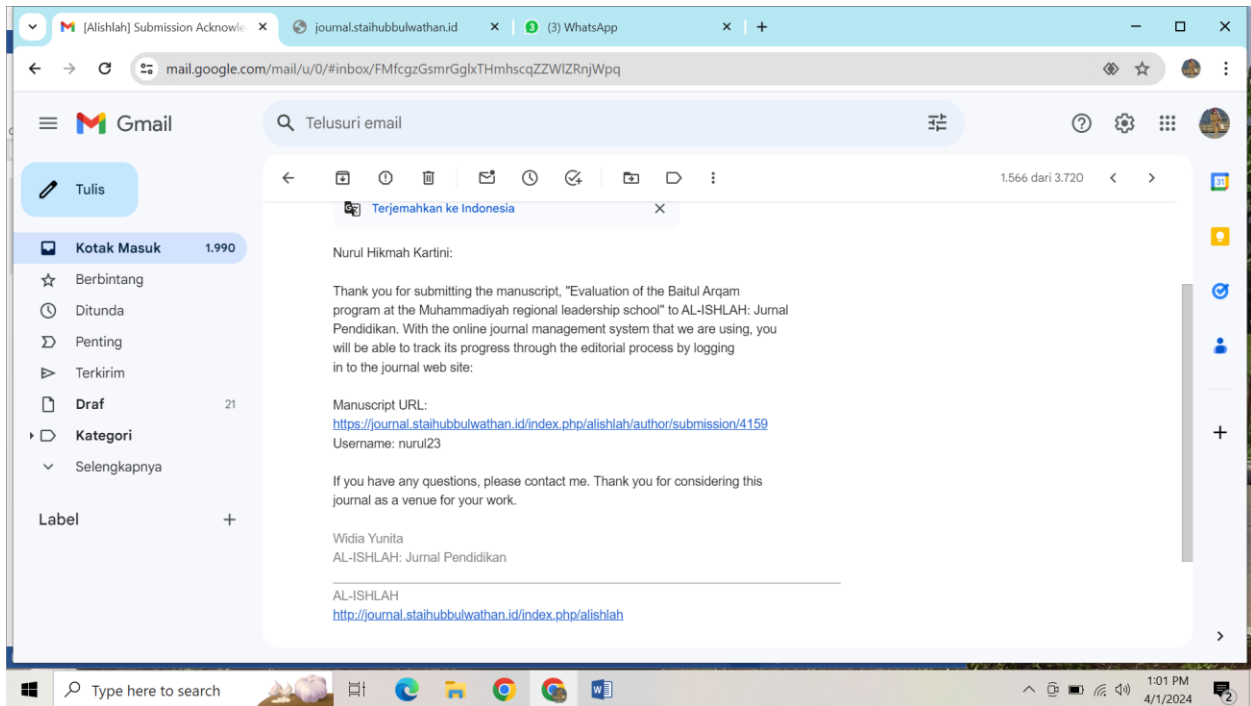 [Alishlah] Submission Acknowle
journal.staihubbulwathan.id
(3) WhatsApp
mail.google.com/mail/u/0/#inbox/FMfcgzGsmrGglxTHmhscqZZWlZRnjWpq
Gmail
Telusuri email
Tulis
1.566 dari 3.720
31
Terjemahkan ke Indonesia
Kotak Masuk 1.990
Berbintang
Ditunda
Penting
Terkirim
Draf 21
Kategori
Selengkapnya
Label
Nurul Hikmah Kartini:
Thank you for submitting the manuscript, "Evaluation of the Baitul Arqam
program at the Muhammadiyah regional leadership school" to AL-ISHLAH: Jurnal
Pendidikan. With the online journal management system that we are using, you
will be able to track its progress through the editorial process by logging
in to the journal web site:
Manuscript URL:
https://journal.staihubbulwathan.id/index.php/alishlah/author/submission/4159
Username: nurul23
If you have any questions, please contact me. Thank you for considering this
journal as a venue for your work.
Widia Yunita
AL-ISHLAH: Jurnal Pendidikan
AL-ISHLAH
http://journal.staihubbulwathan.id/index.php/alishlah
Type here to search
1:01 PM
4/1/2024
2